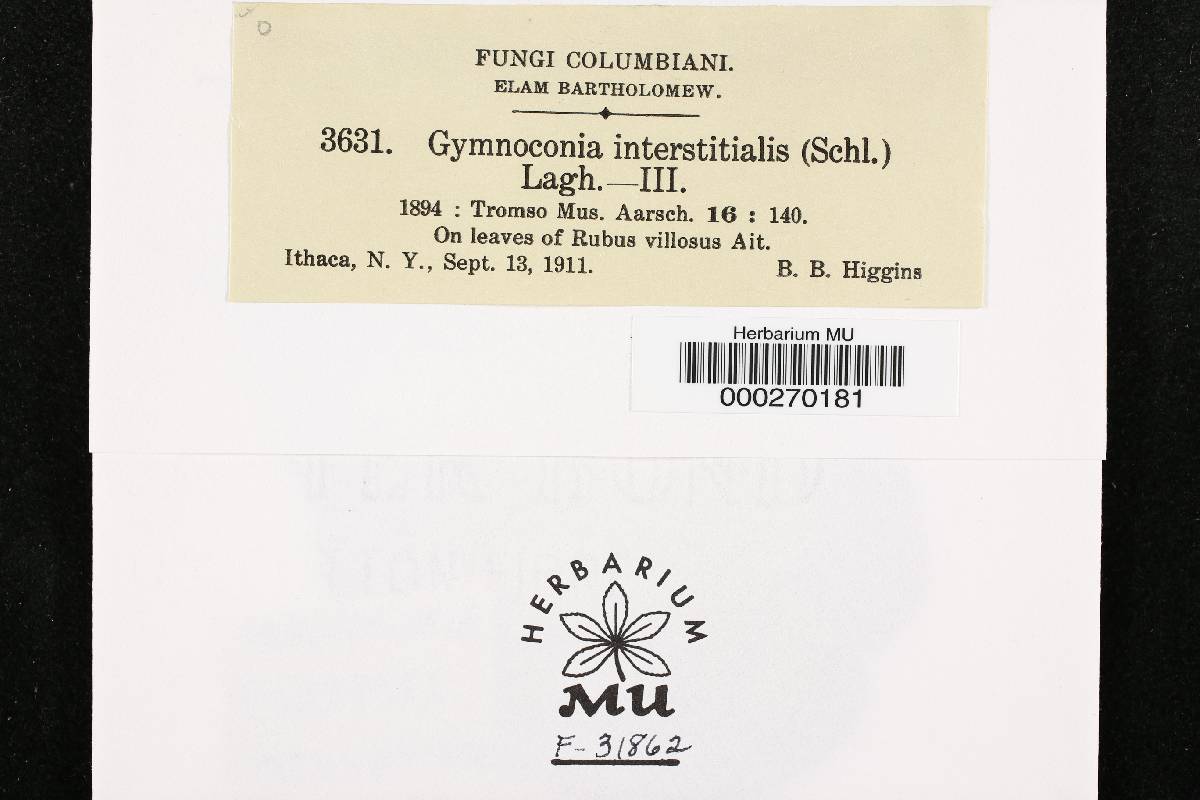 FUNGI COLUMBIANI.
ELAM BARTHOLOMEW.
3631. Gymnoconia interstitialis (Schl.)
Lagh.—III.
1894 : Tromso Mus. Aarsch. 16 : 140.
On leaves of Rubus villosus Ait.
Ithaca, N. Y., Sept. 13, 1911. B. B. Higgins
Herbarium MU
000270181
HERBARIUM
MU
F-31862